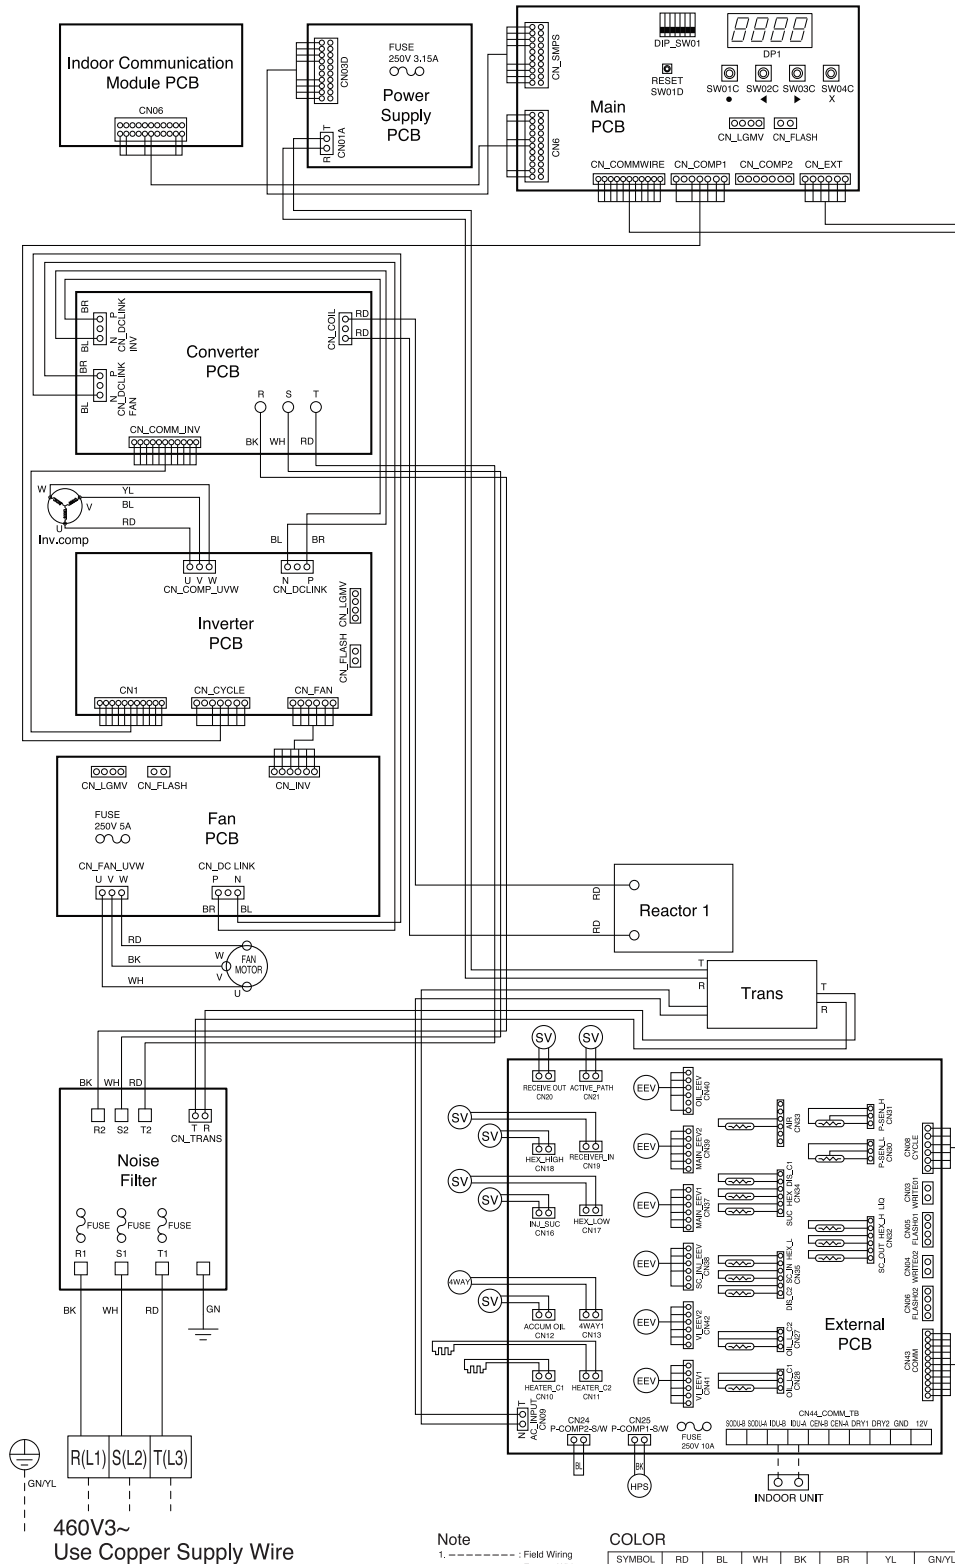 Indoor Communication
Module PCB
CN06
CN03D
FUSE
250V 3.15A
Power
Supply
PCB
T
R
CN01A
CN_SMPS
CN6
DIP_SW01
DP1
RESET
SW01D
SW01C
SW02C
SW03C
SW04C
X
Main
PCB
CN_LGMV
CN_FLASH
CN_COMMWIRE
CN_COMP1
CN_COMP2
CN_EXT
BR
BL
P
N
CN_DCLINK
INV
BR
BL
P
N
CN_DCLINK
FAN
Converter
PCB
CN_COIL
RD
RD
R
S
T
BK
WH
RD
CN_COMM_INV
W
V
U
YL
BL
RD
Inv.comp
BL
BR
U V W
CN_COMP_UVW
N P
CN_DCLINK
CN_LGMV
CN_FLASH
Inverter
PCB
CN1
CN_CYCLE
CN_FAN
CN_LGMV
CN_FLASH
CN_INV
FUSE
250V 5A
Fan
PCB
CN_FAN_UVW
U V W
CN_DC LINK
P N
BR
BL
RD
BK
WH
W
V
U
FAN
MOTOR
RD
RD
Reactor 1
T
R
Trans
T
R
BK
WH
RD
R2
S2
T2
T R
CN_TRANS
Noise
Filter
FUSE
FUSE
FUSE
R1
S1
T1
BK
WH
RD
GN
SV
SV
RECEIVE OUT
CN20
ACTIVE_PATH
CN21
SV
SV
HEX_HIGH
CN18
RECEIVER_IN
CN19
SV
SV
INJ_SUC
CN16
HEX_LOW
CN17
4WAY
SV
ACCUM OIL
CN12
4WAY1
CN13
HEATER_C1
CN10
HEATER_C2
CN11
N T
AC_INPUT
CN09
EEV
OIL_EEV
CN40
EEV
MAIN_EEV2
CN39
EEV
MAIN_EEV1
CN37
EEV
SC_INJ_EEV
CN38
EEV
VI_EEV2
CN42
EEV
VI_EEV1
CN41
AIR
CN33
SUC HEX DIS_C1
CN34
DIS_C2 SC_IN HEX_L
CN35
OIL_L_C2
CN27
OIL_L_C1
CN26
P-SEN_H
CN31
P-SEN_L
CN30
SC_OUT HEX_H LIQ
CN32
CN08
CYCLE
CN03
WRITE01
CN05
FLASH01
CN04
WRITE02
CN06
FLASH02
CN43
COMM
External
PCB
CN24
P-COMP2-S/W
CN25
P-COMP1-S/W
BL
BK
HPS
FUSE
250V 10A
CN44_COMM_TB
SODU-B SODU-A IDU-B IDU-A CEN-B CEN-A DRY1 DRY2 GND 12V
INDOOR UNIT
GN/YL
R(L1) S(L2) T(L3)
460V3~
Use Copper Supply Wire
Note
1. --------- : Field Wiring
COLOR
SYMBOL RD BL WH BK BR YL GN/YL